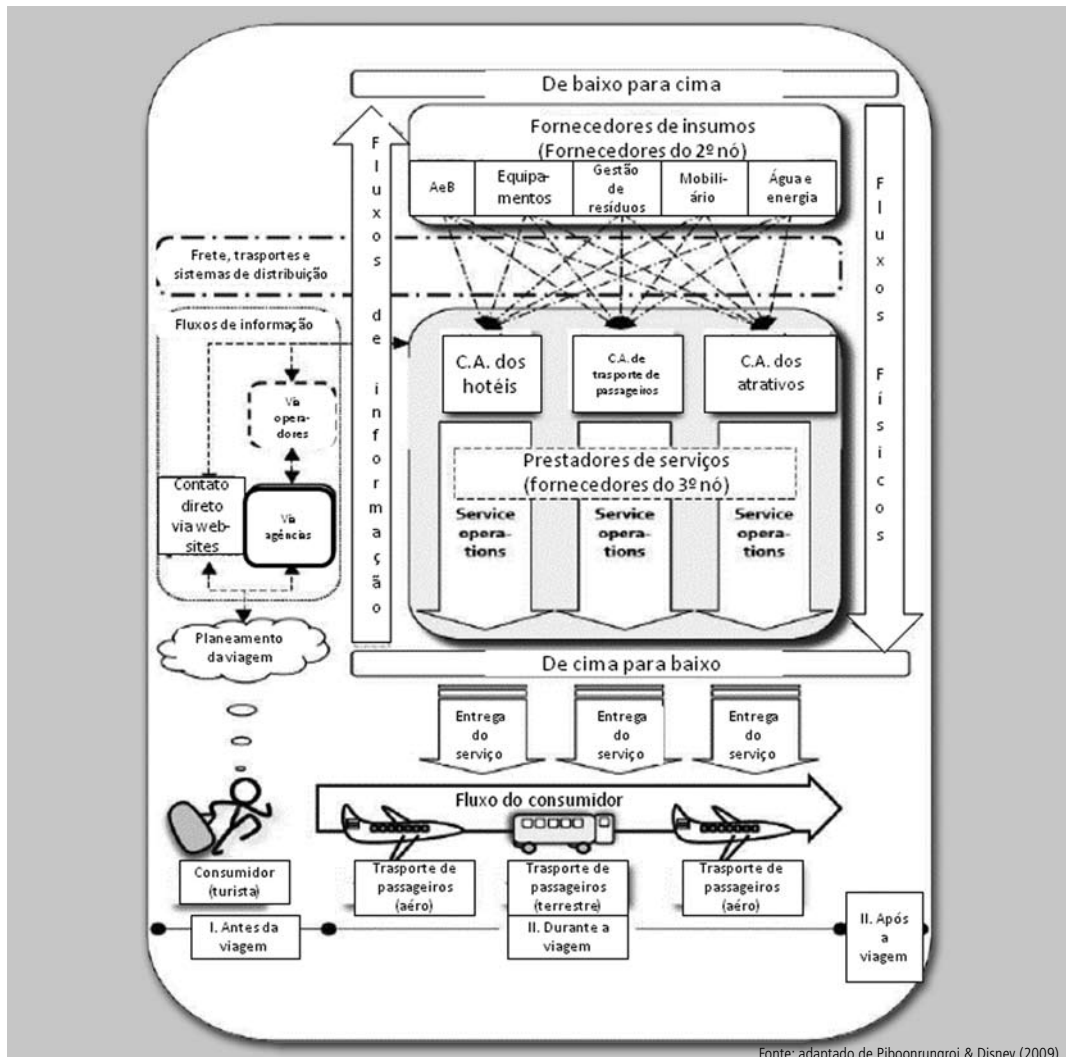 De baixo para cima
Fornecedores de insumos
(Fornecedores do 2º nó)
AeB
Equipa-
mentos
Gestão
de
resíduos
Mobili-
ário
Água e
energia
Fluxos de informação
Fluxos Físicos
Frete, trasportes e
sistemas de distribuição
Fluxos de informação
Via
opera-
dores
Contato
direto
via web-
sites
Via
agências
Planeamento
da viagem
C.A. dos
hotéis
C.A. de
trasporte de
passageiros
C.A. dos
atrativos
Prestadores de serviços
(fornecedores do 3º nó)
Service
opera-
tions
Service
opera-
tions
Service
opera-
tions
De cima para baixo
Entrega
do
serviço
Entrega
do
serviço
Entrega
do
serviço
Fluxo do consumidor
Consumidor
(turista)
Trasporte de
passageiros
(aéro)
Trasporte de
passageiros
(terrestre)
Trasporte de
passageiros
(aéro)
I. Antes da
viagem
II. Durante a
viagem
II. Após
a
viagem
Fonte: adaptado de Piboonrungroj & Disney (2009)